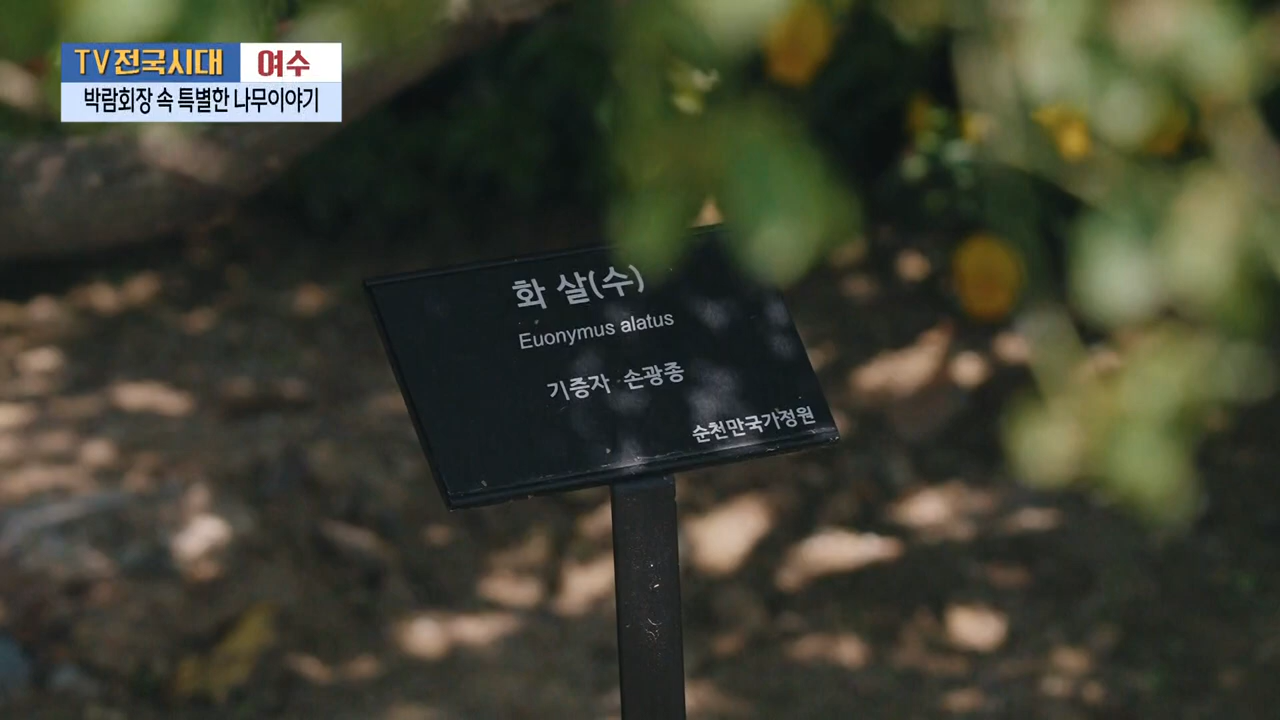 TV전국시대 여수
박람회장 속 특별한 나무이야기
화 살(수)
Euonymus alatus
기증자 손광종
순천만국가정원